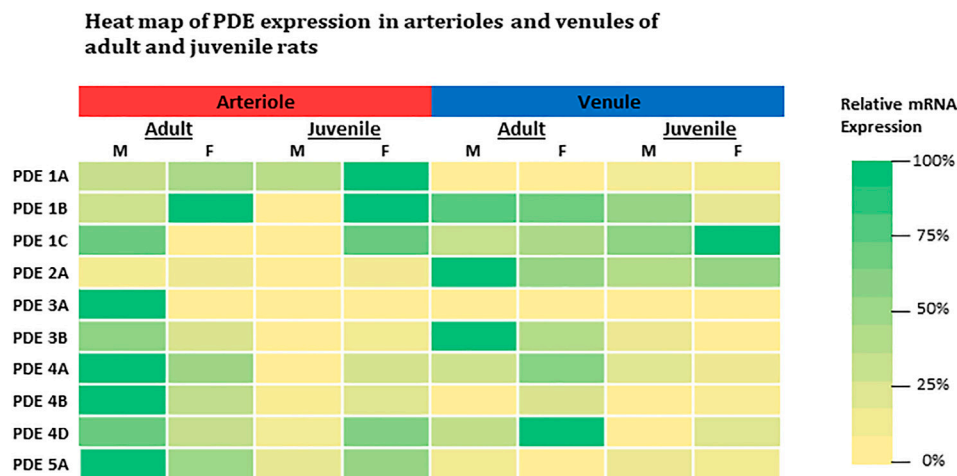 Heat map of PDE expression in arterioles and venules of
adult and juvenile rats
Arteriole Venule
Adult Juvenile Adult Juvenile
M F M F M F M F
PDE 1A
PDE 1B
PDE 1C
PDE 2A
PDE 3A
PDE 3B
PDE 4A
PDE 4B
PDE 4D
PDE 5A
Relative mRNA
Expression
100%
75%
50%
25%
0%